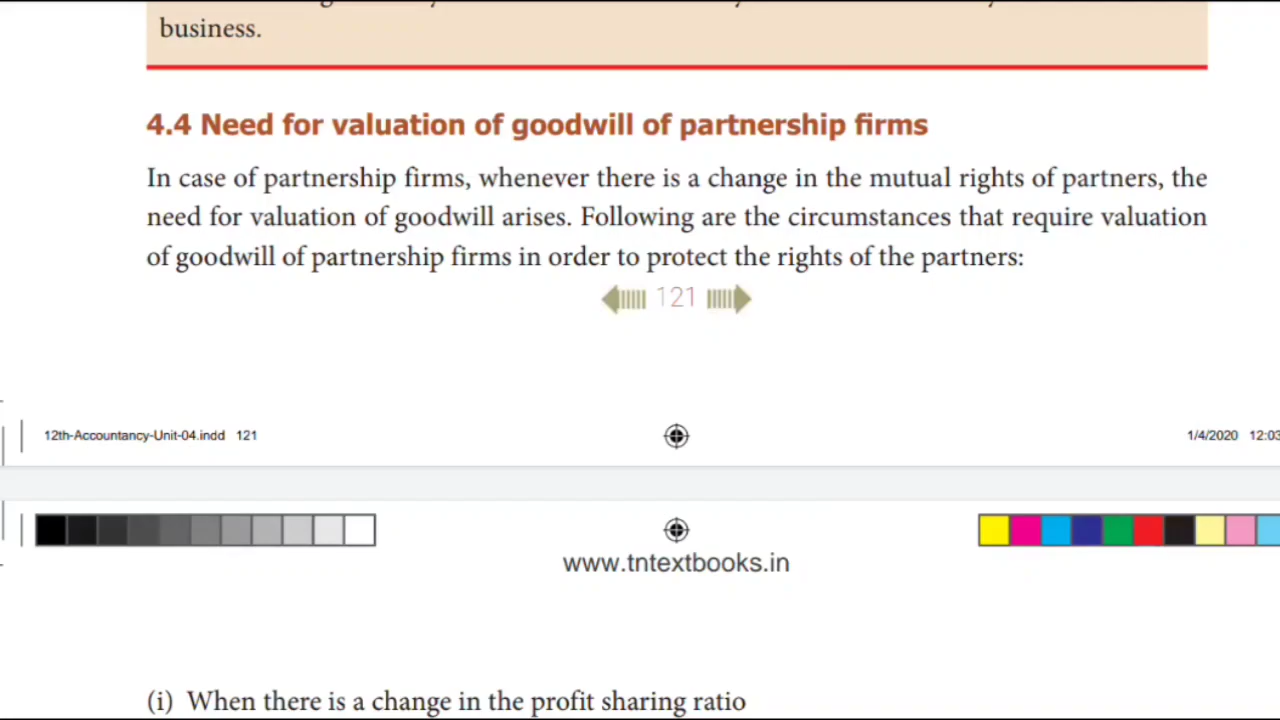 business.
4.4 Need for valuation of goodwill of partnership firms
In case of partnership firms, whenever there is a change in the mutual rights of partners, the
need for valuation of goodwill arises. Following are the circumstances that require valuation
of goodwill of partnership firms in order to protect the rights of the partners:
121
12th-Accountancy-Unit-04.indd 121
1/4/2020 12:03
www.tntextbooks.in
(i) When there is a change in the profit sharing ratio